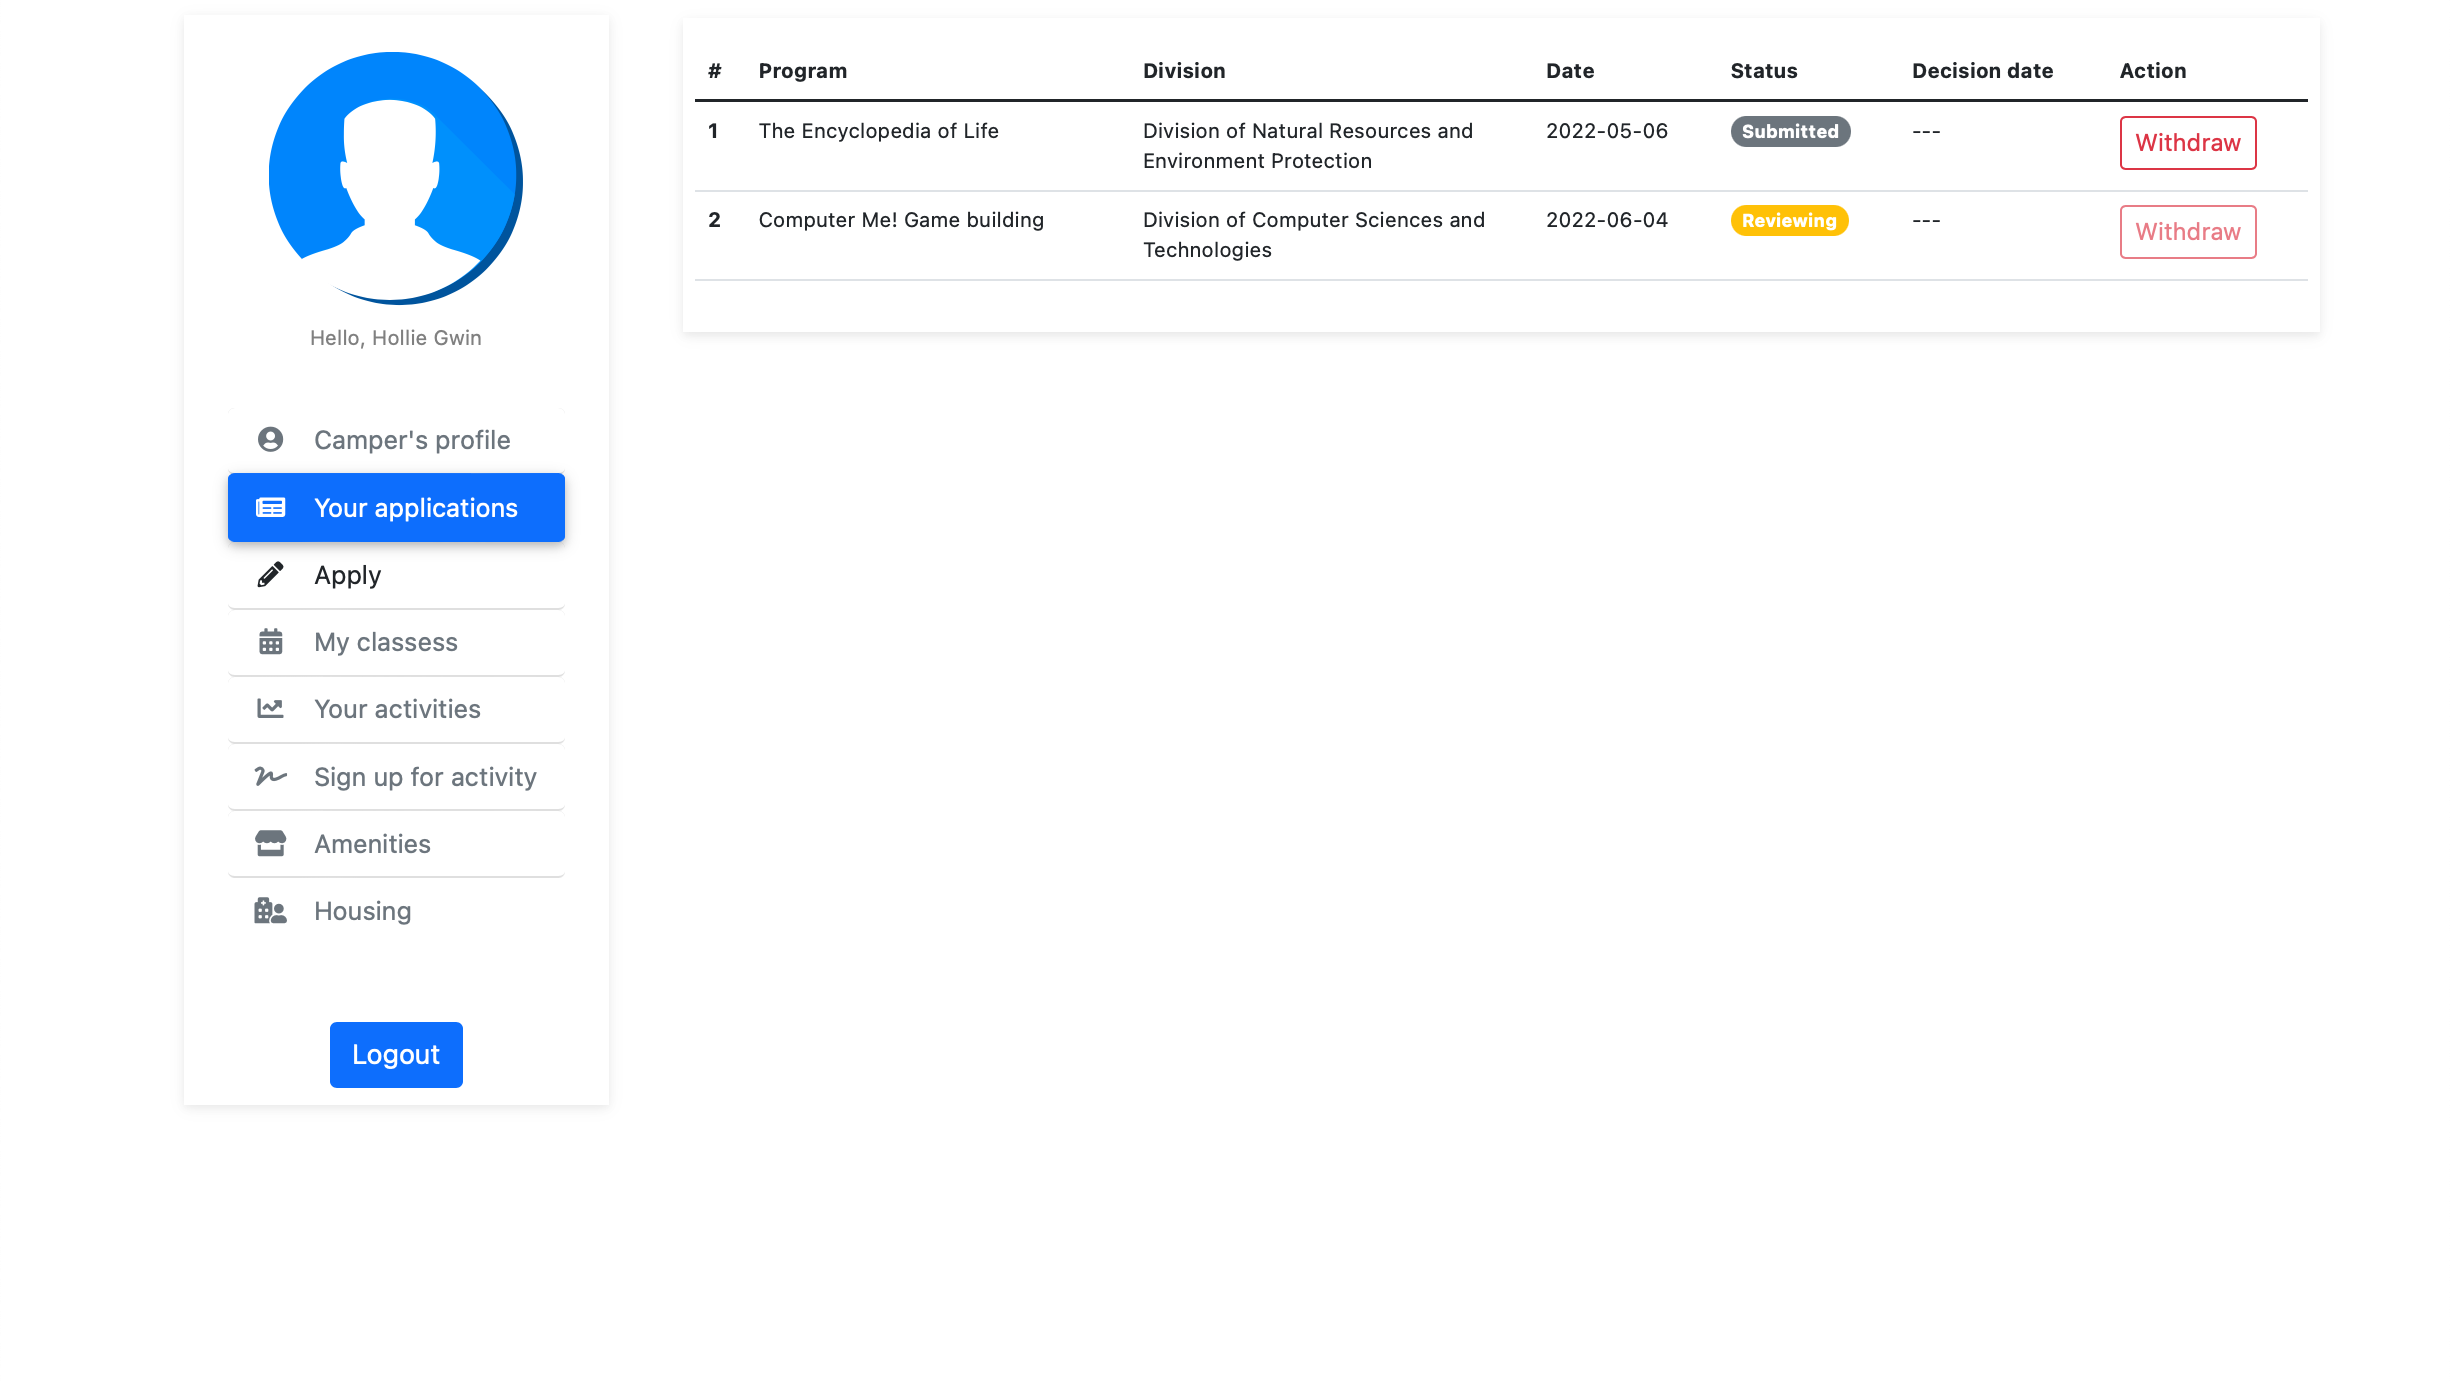 Hello, Hollie Gwin
Camper's profile
Your applications
Apply
My classess
Your activities
Sign up for activity
Amenities
Housing
Logout
# Program Division Date Status Decision date Action
1 The Encyclopedia of Life Division of Natural Resources and 2022-05-06 Submitted --- Withdraw
Environment Protection
2 Computer Me! Game building Division of Computer Sciences and 2022-06-04 Reviewing --- Withdraw
Technologies